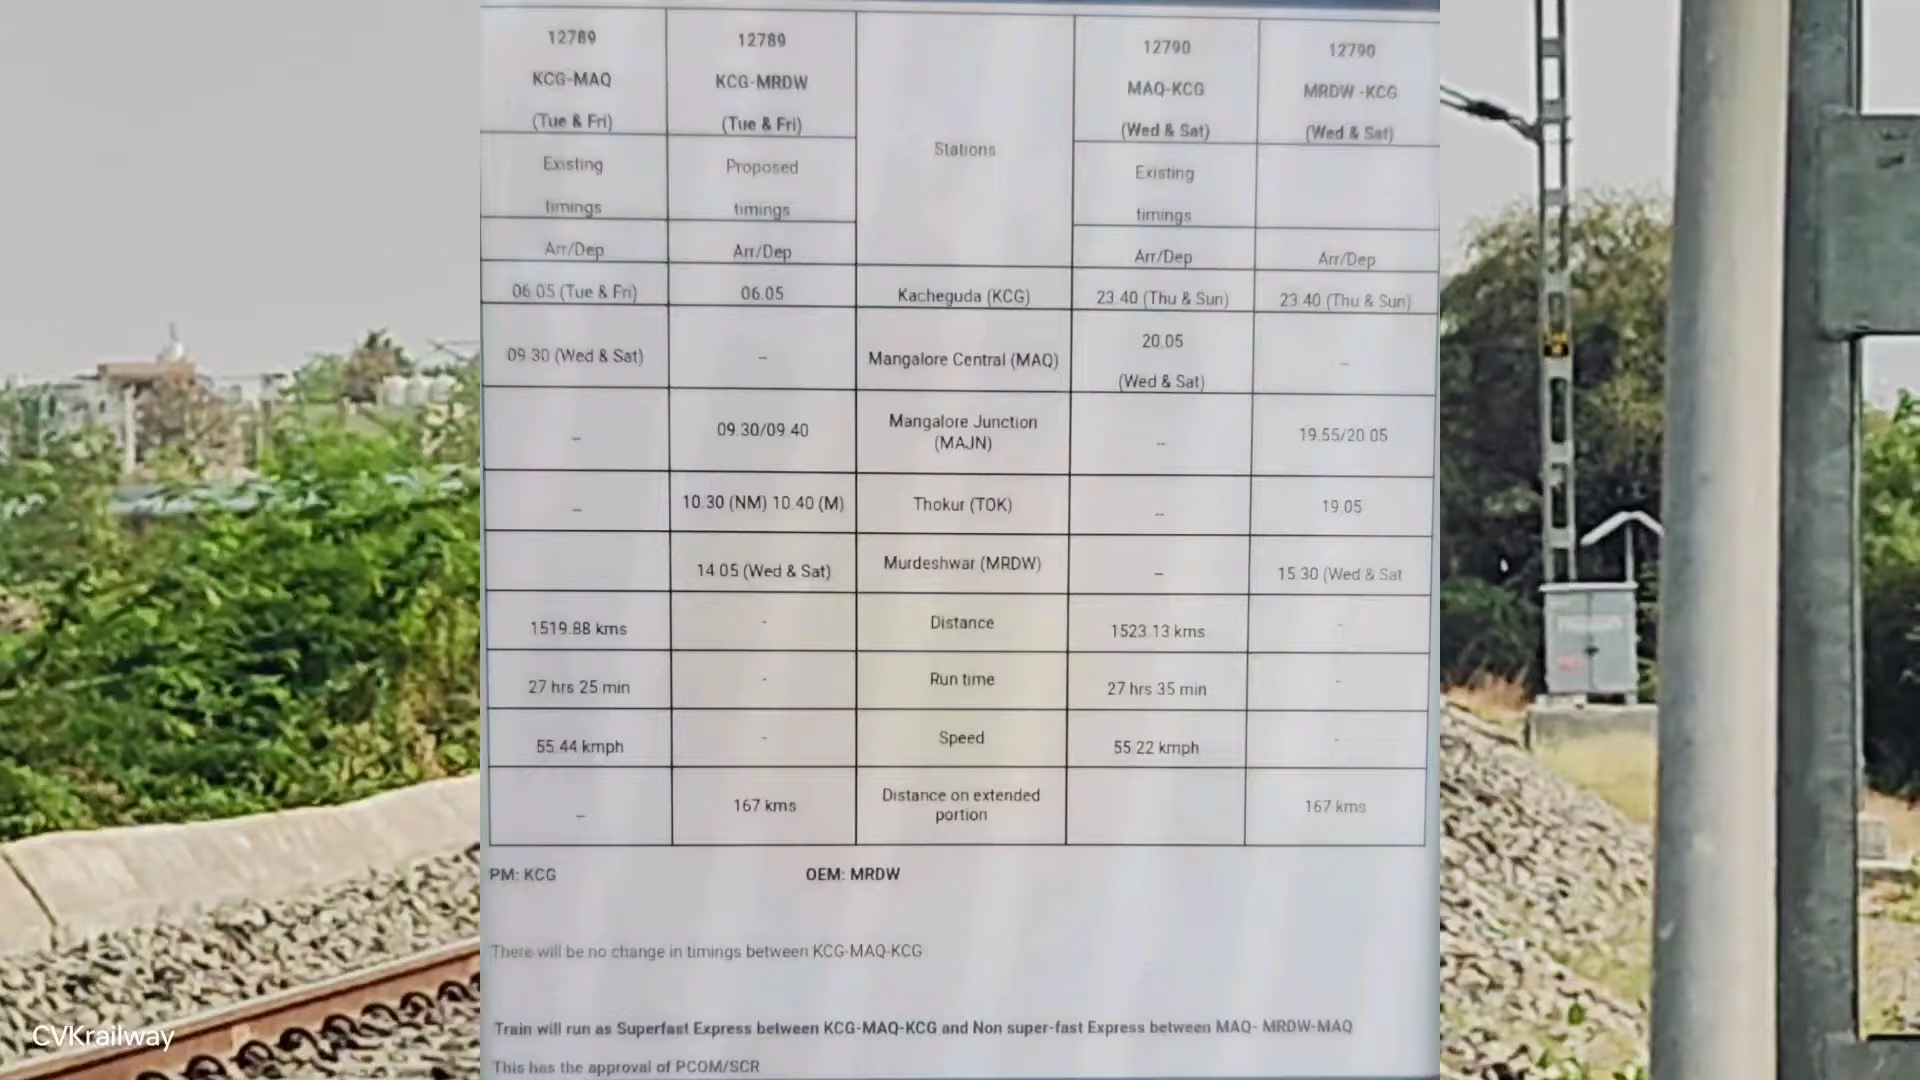 12789
KCG-MAQ
(Tue & Fri)
12789
KCG-MRDW
(Tue & Fri)
Stations
12790
MAQ-KCG
(Wed & Sat)
12790
MRDW -KCG
(Wed & Sat)
Existing
timings
Proposed
timings
Existing
timings
Arr/Dep
Arr/Dep
Arr/Dep
Arr/Dep
06.05 (Tue & Fri)
06.05
Kacheguda (KCG)
23.40 (Thu & Sun)
23.40 (Thu & Sun)
09.30 (Wed & Sat)
–
Mangalore Central (MAQ)
20.05
(Wed & Sat)
–
–
09.30/09.40
Mangalore Junction
(MAJN)
–
19.55/20.05
–
10.30 (NM) 10.40 (M)
Thokur (TOK)
–
19.05
14.05 (Wed & Sat)
Murdeshwar (MRDW)
–
15.30 (Wed & Sat
1519.88 kms
-
Distance
1523.13 kms
-
27 hrs 25 min
-
Run time
27 hrs 35 min
-
55.44 kmph
-
Speed
55.22 kmph
-
–
167 kms
Distance on extended
portion
167 kms
PM: KCG
OEM: MRDW
There will be no change in timings between KCG-MAQ-KCG
Train will run as Superfast Express between KCG-MAQ-KCG and Non super-fast Express between MAQ- MRDW-MAQ
This has the approval of PCOM/SCR
CVKrailway